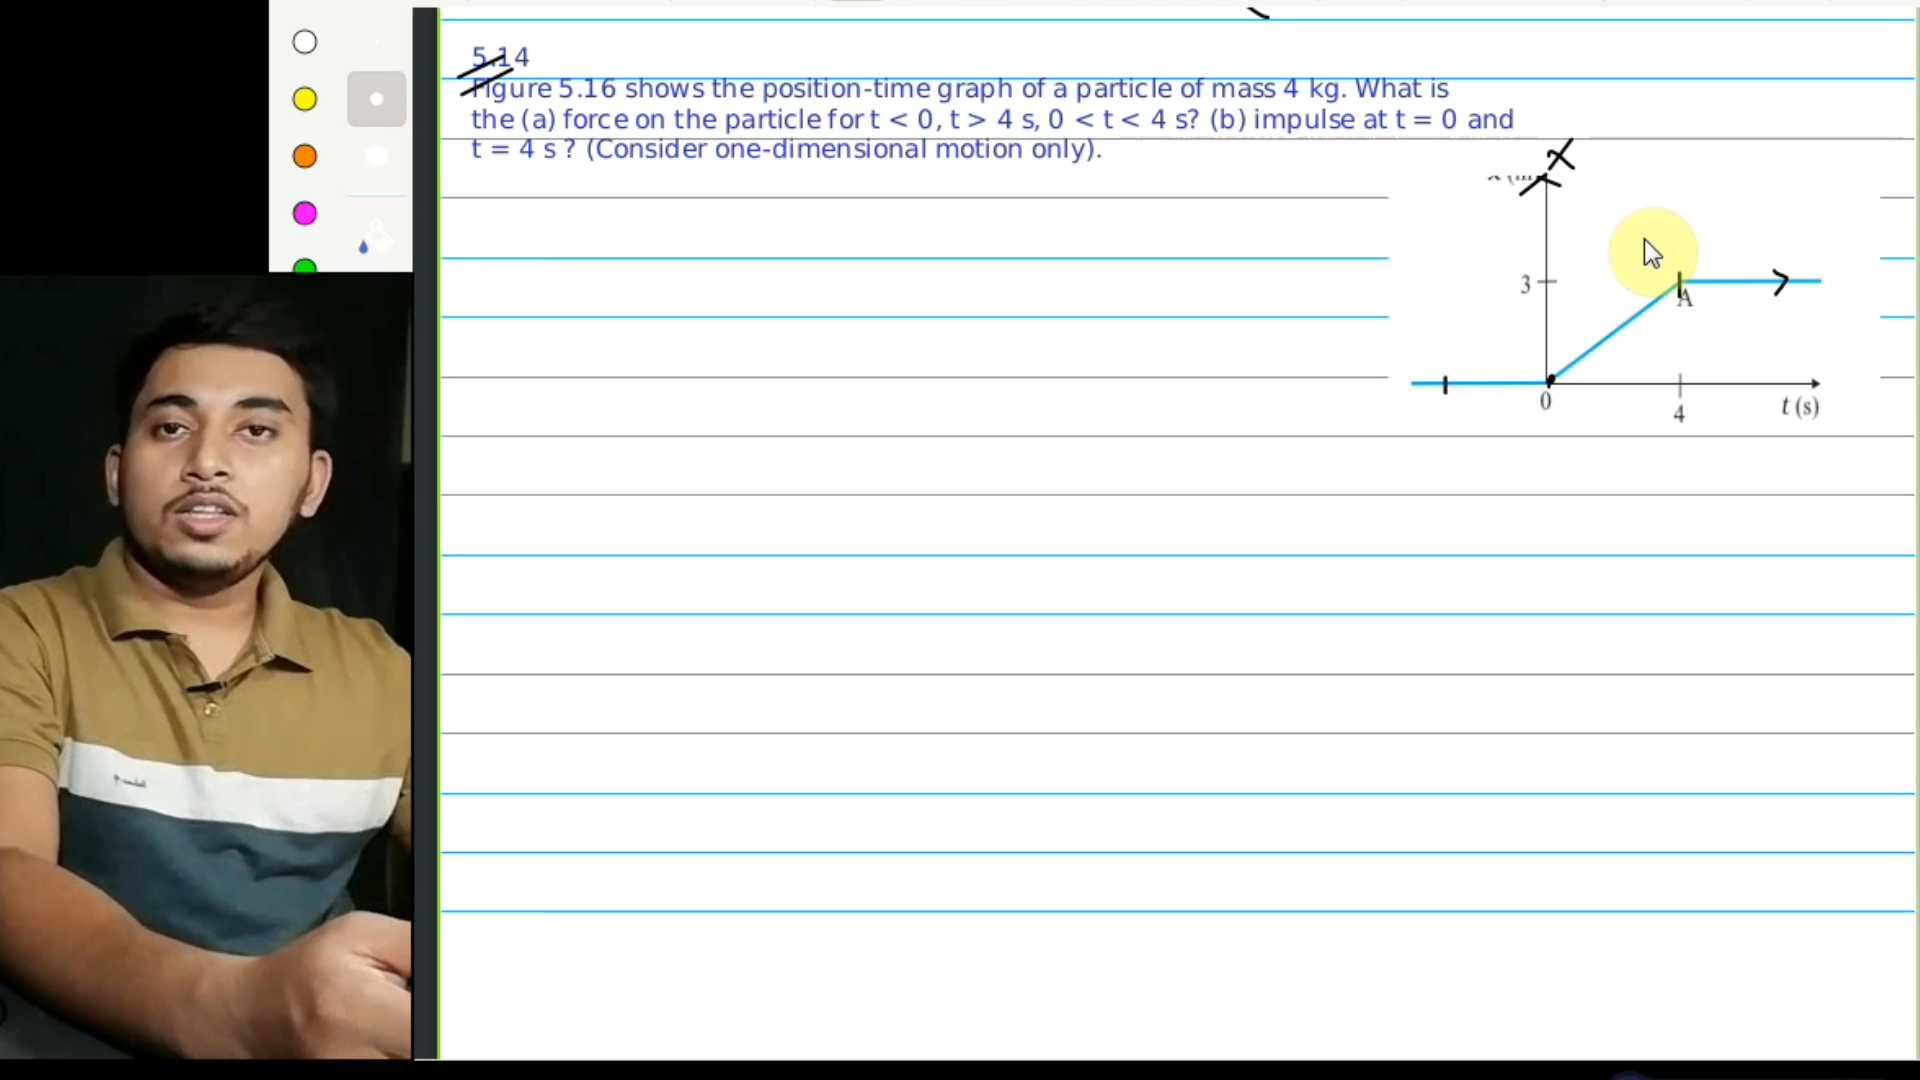 5.14
Figure 5.16 shows the position-time graph of a particle of mass 4 kg. What is
the (a) force on the particle for t < 0, t > 4 s, 0 < t < 4 s? (b) impulse at t = 0 and
t = 4 s ? (Consider one-dimensional motion only).
x
3
A
0
4
t (s)